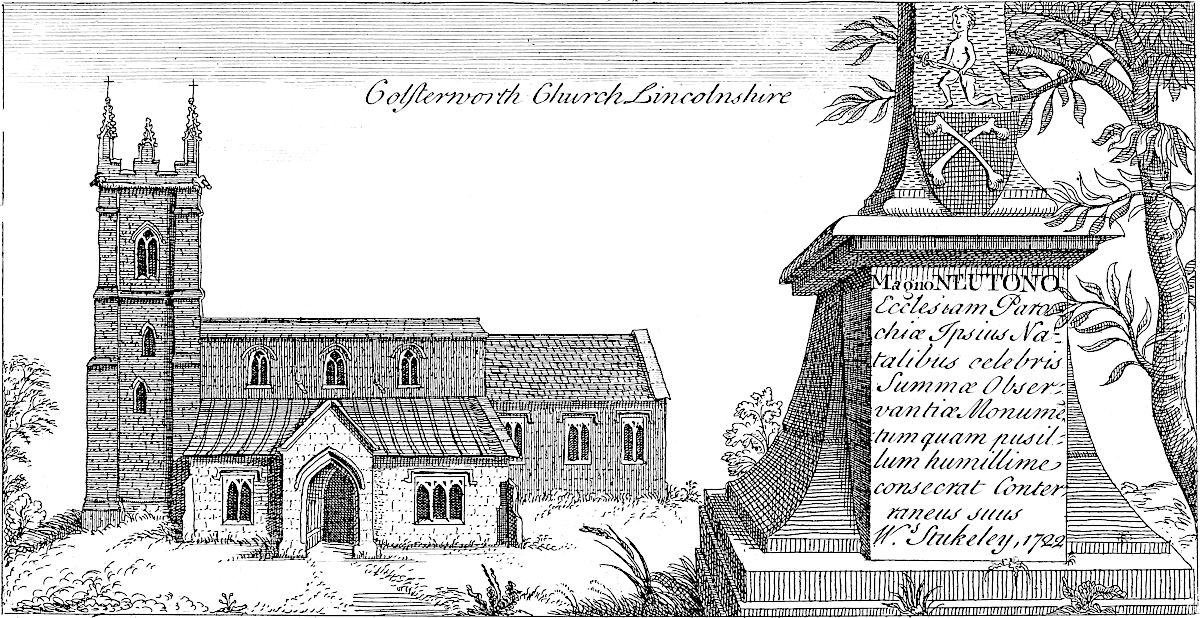 Colsterworth Church Lincolnshire
Magno NEUTONO
Ecclesiam Paro-
chiæ Ipsius Na-
talibus celebris
Summæ Obser-
vantiæ Monume
tum quam pusil-
lum humillime
consecrat Conter-
raneus suus
Ws. Stukeley, 1722